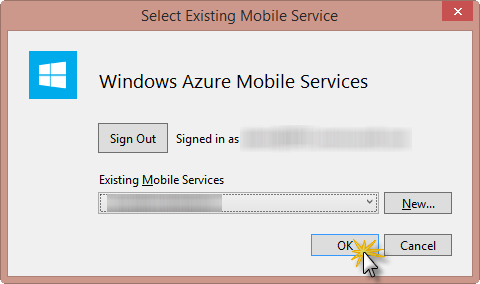 Select Existing Mobile Service
Windows Azure Mobile Services
Sign Out Signed in as
Existing Mobile Services
New...
OK Cancel